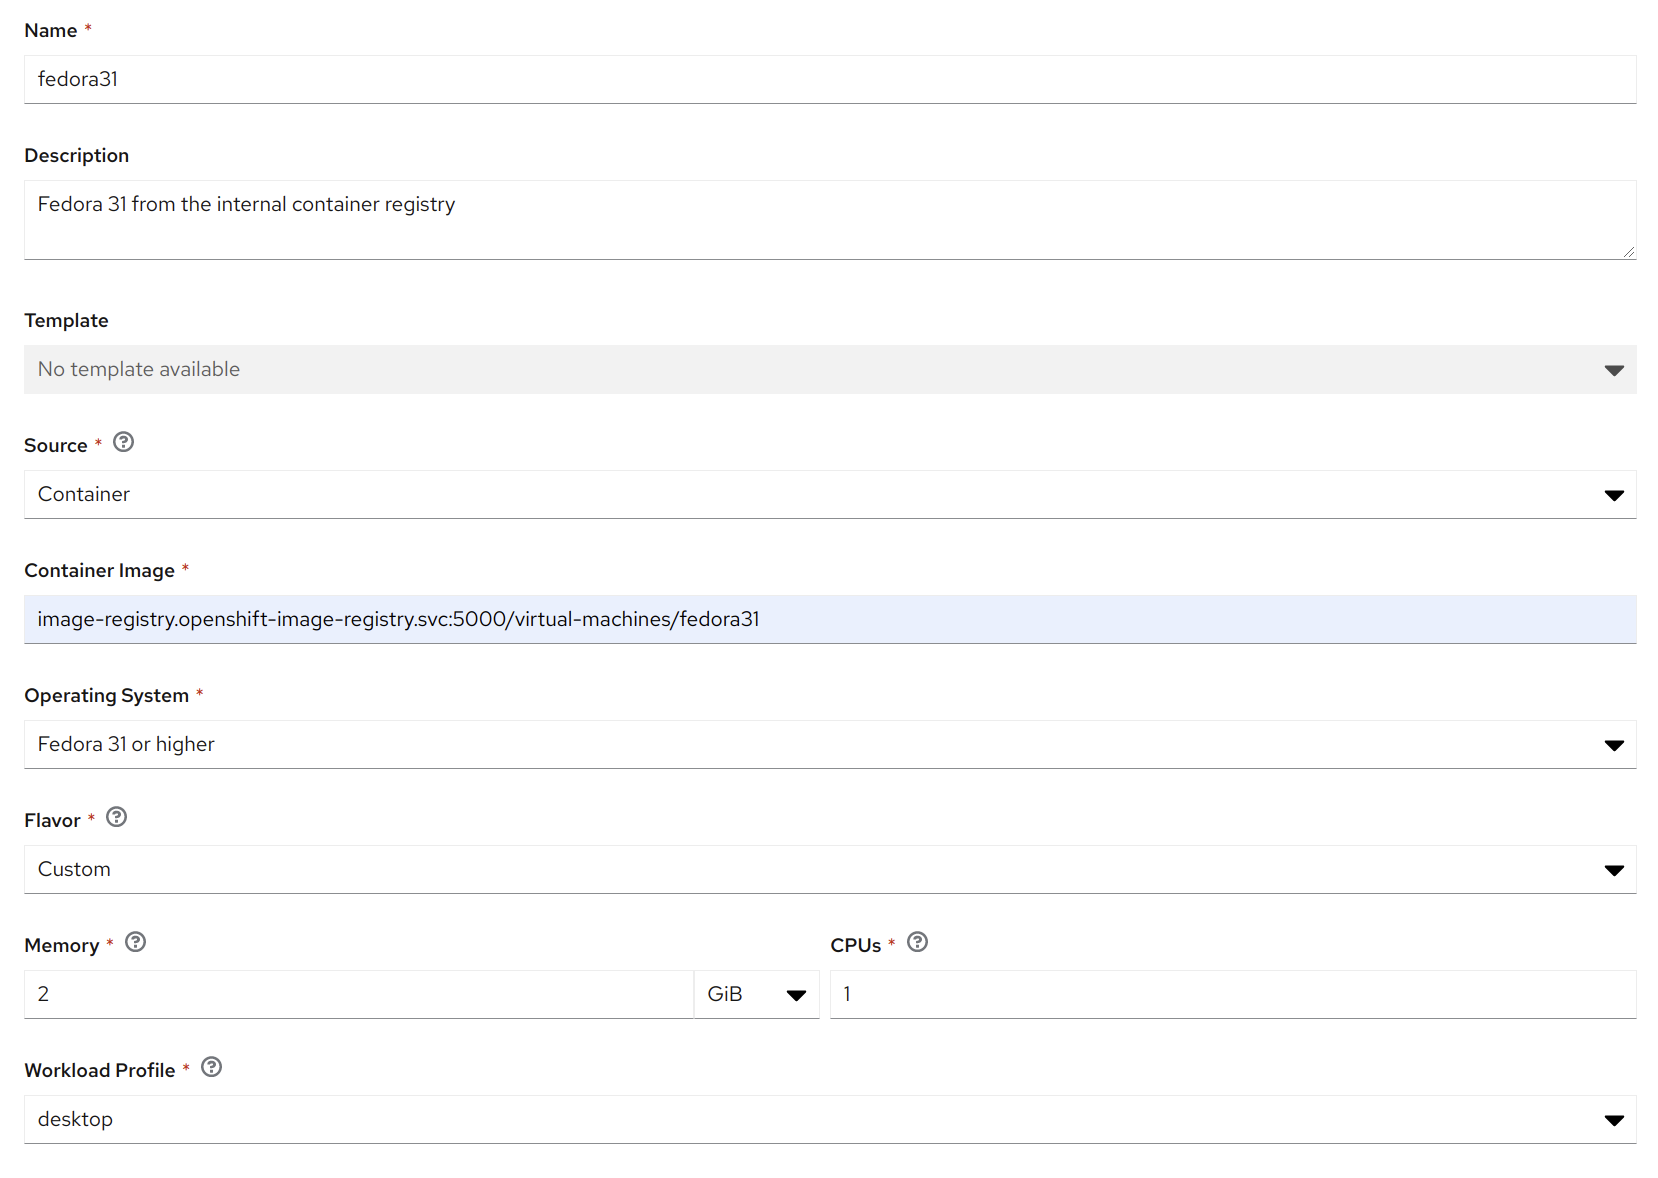 Name *
fedora31
Description
Fedora 31 from the internal container registry
Template
No template available
Source *
Container
Container Image *
image-registry.openshift-image-registry.svc:5000/virtual-machines/fedora31
Operating System *
Fedora 31 or higher
Flavor *
Custom
Memory * CPUs *
2 GiB 1
Workload Profile *
desktop